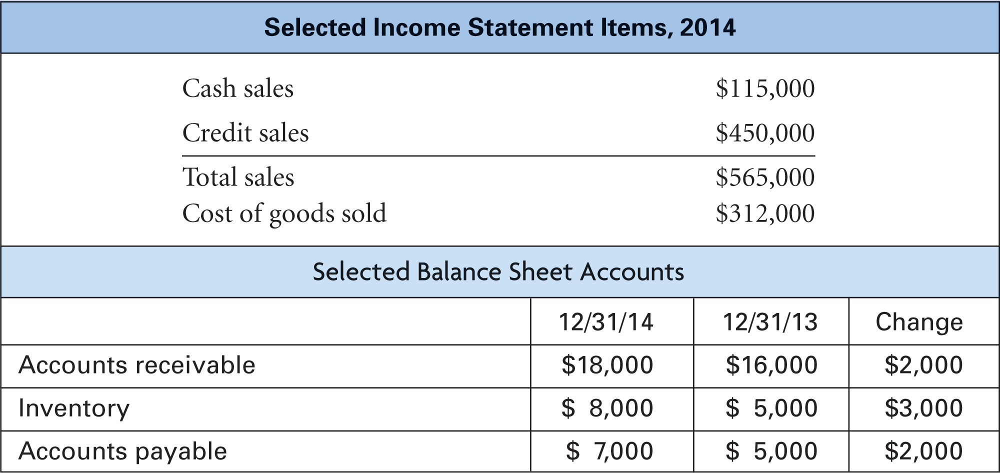 Selected Income Statement Items, 2014
Cash sales $115,000
Credit sales $450,000
Total sales $565,000
Cost of goods sold $312,000
Selected Balance Sheet Accounts
12/31/14 12/31/13 Change
Accounts receivable $18,000 $16,000 $2,000
Inventory $ 8,000 $ 5,000 $3,000
Accounts payable $ 7,000 $ 5,000 $2,000